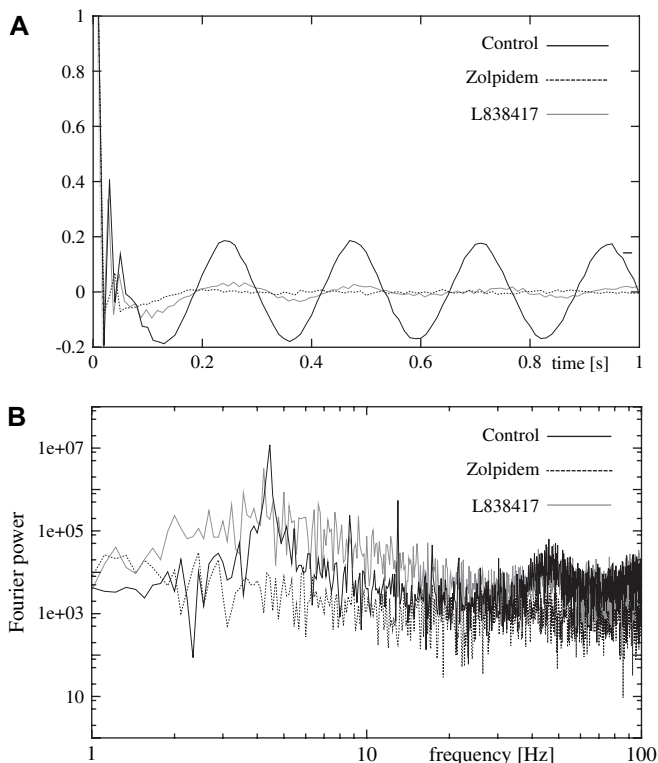 A
1
0.8
0.6
0.4
0.2
0
-0.2
Control
Zolpidem
L838417
0
0.2
0.4
0.6
0.8
time [s]
1
B
1e+07
1e+05
1e+03
10
Fourier power
Control
Zolpidem
L838417
1
10
frequency [Hz]
100